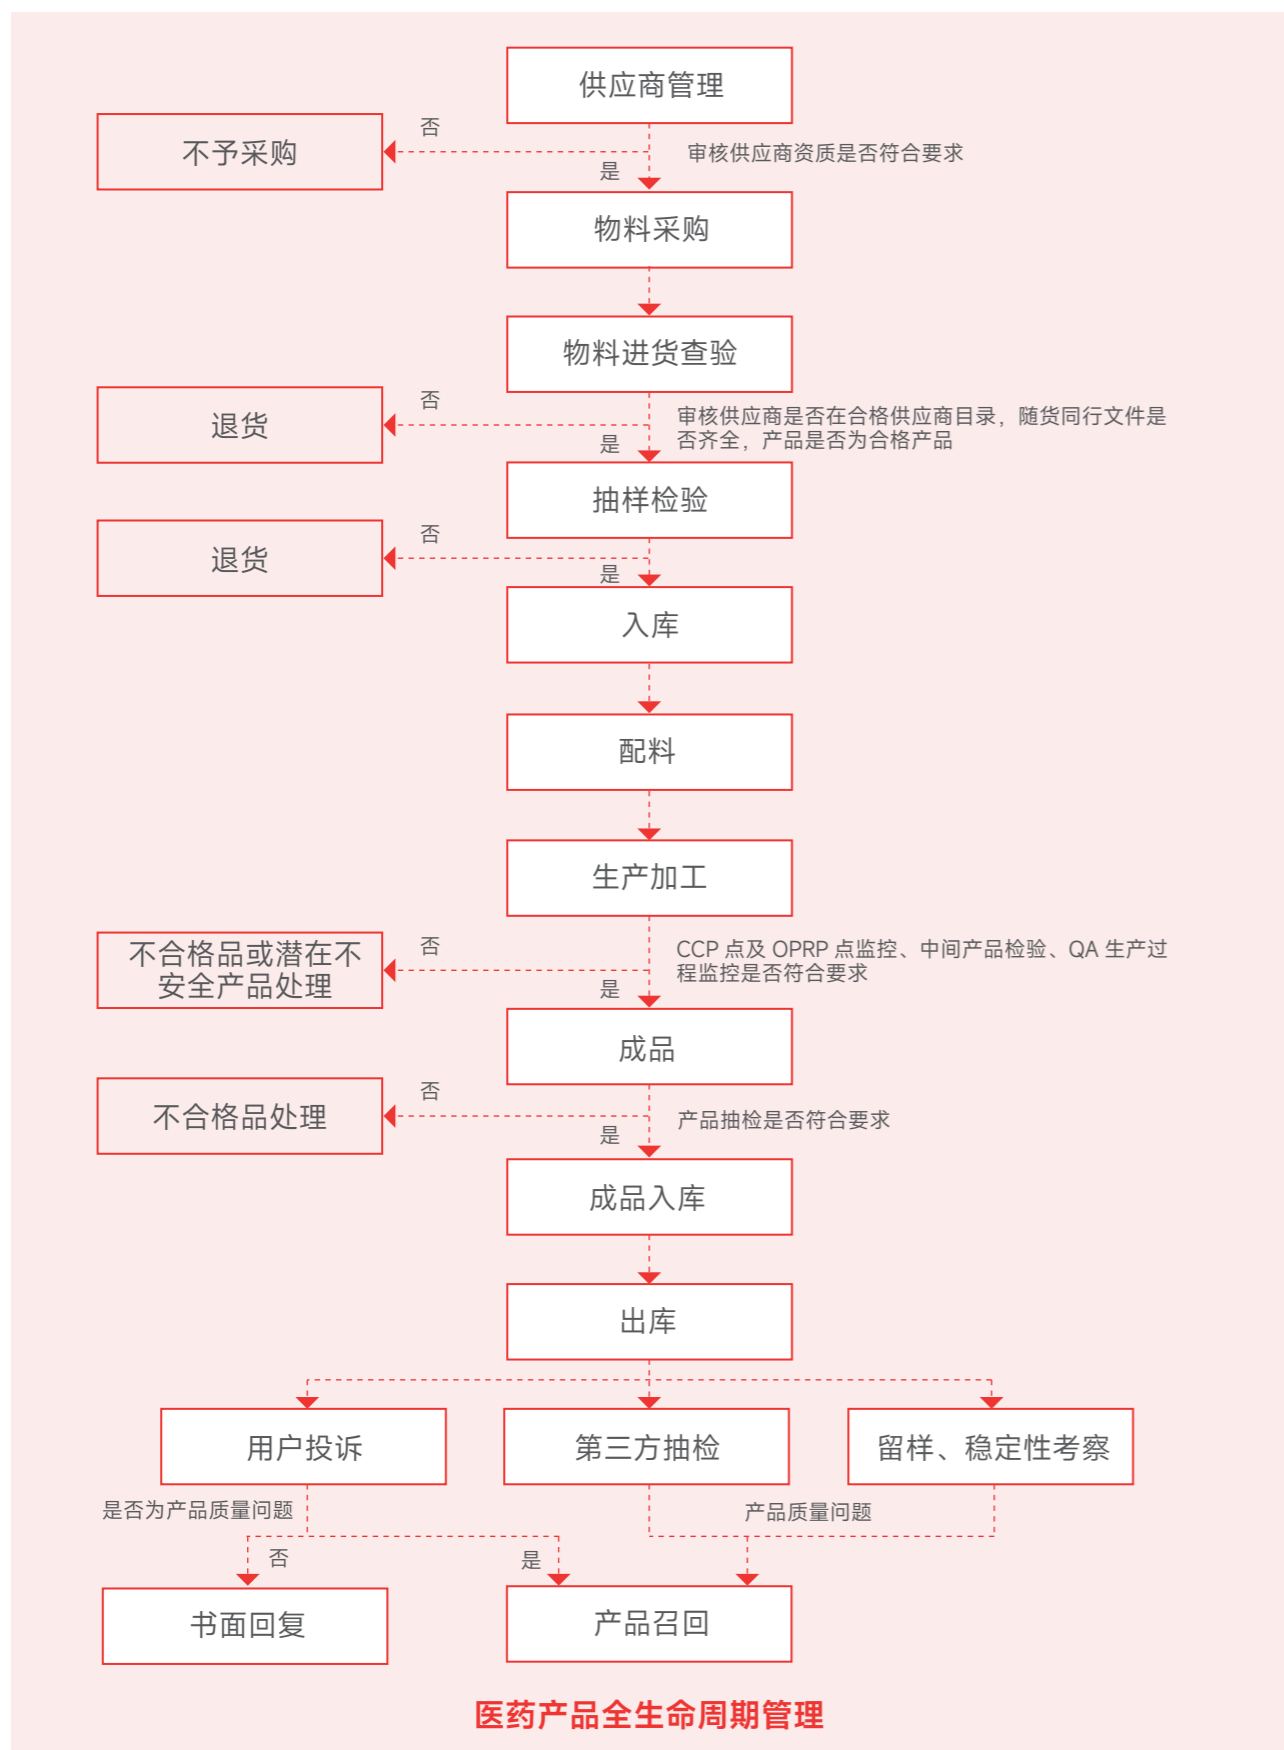 供应商管理
否
不予采购
审核供应商资质是否符合要求
是
物料采购
物料进货查验
否
退货
审核供应商是否在合格供应商目录，随货同行文件是
否齐全，产品是否为合格产品
是
抽样检验
否
退货
是
入库
配料
生产加工
否
不合格品或潜在不
安全产品处理
CCP 点及 OPRP 点监控、中间产品检验、QA 生产过
程监控是否符合要求
是
成品
否
不合格品处理
产品抽检是否符合要求
是
成品入库
出库
用户投诉
第三方抽检
留样、稳定性考察
是否为产品质量问题
产品质量问题
否
是
书面回复
产品召回
医药产品全生命周期管理